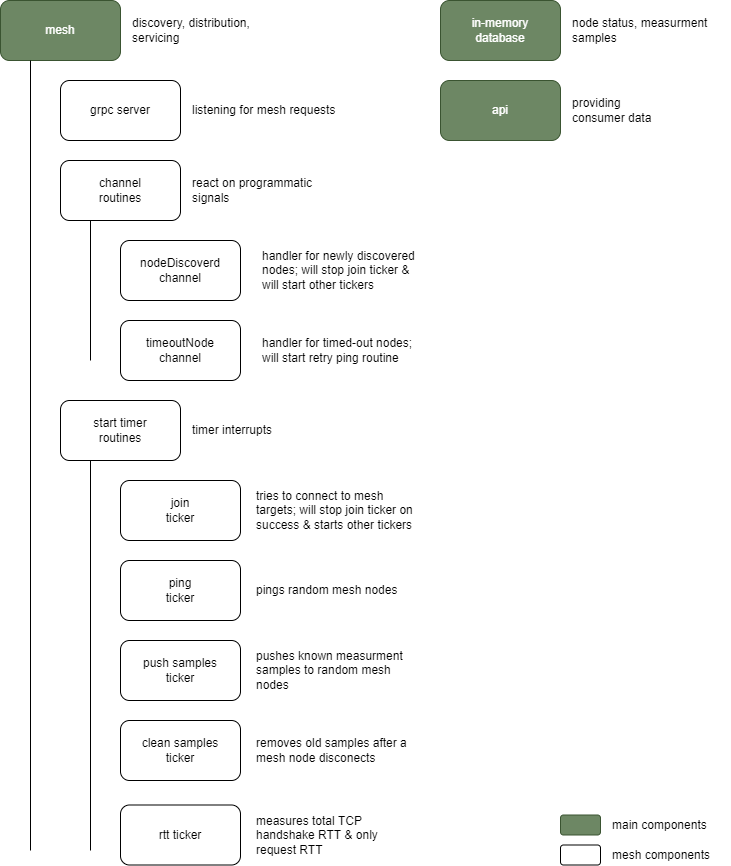 mesh
discovery, distribution,
servicing
in-memory
database
node status, measurment
samples
grpc server
listening for mesh requests
api
providing
consumer data
channel
routines
react on programmatic
signals
nodeDiscoverd
channel
handler for newly discovered
nodes; will stop join ticker &
will start other tickers
timeoutNode
channel
handler for timed-out nodes;
will start retry ping routine
start timer
routines
timer interrupts
join
ticker
tries to connect to mesh
targets; will stop join ticker on
success & starts other tickers
ping
ticker
pings random mesh nodes
push samples
ticker
pushes known measurment
samples to random mesh
nodes
clean samples
ticker
removes old samples after a
mesh node disconects
rtt ticker
measures total TCP
handshake RTT & only
request RTT
main components
mesh components